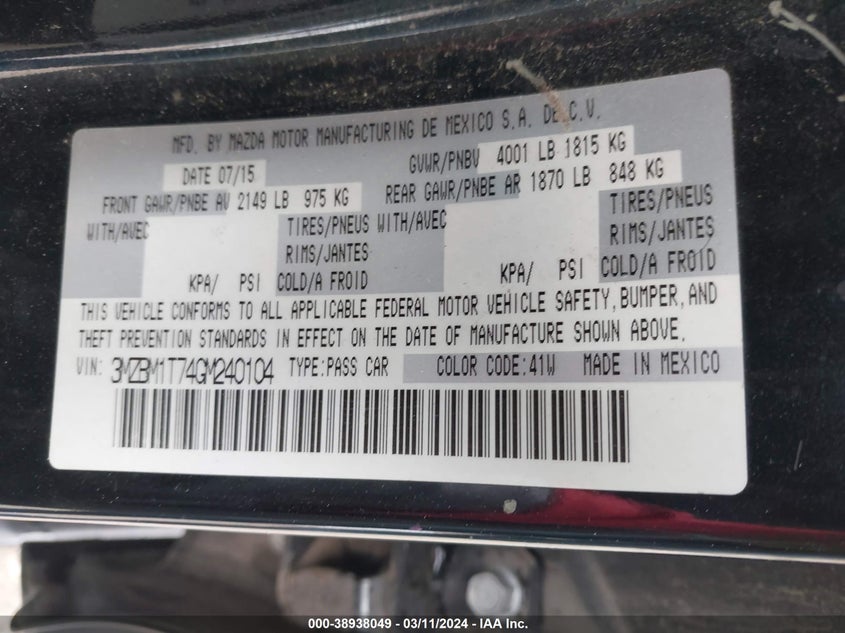 MFD. BY MAZDA MOTOR MANUFACTURING DE MEXICO S.A. DE C.V.
DATE 07/15 GVWR/PNBV 4001 LB 1815 KG
FRONT GAWR/PNBE AV 2149 LB 975 KG REAR GAWR/PNBE AR 1870 LB 848 KG
WITH/AVEC TIRES/PNEUS WITH/AVEC TIRES/PNEUS
RIMS/JANTES RIMS/JANTES
KPA/ PSI COLD/A FROID KPA/ PSI COLD/A FROID
THIS VEHICLE CONFORMS TO ALL APPLICABLE FEDERAL MOTOR VEHICLE SAFETY, BUMPER, AND
THEFT PREVENTION STANDARDS IN EFFECT ON THE DATE OF MANUFACTURE SHOWN ABOVE.
VIN: 3MZBM1T74GM240104 TYPE:PASS CAR COLOR CODE:41W MADE IN MEXICO
000-38938049 - 03/11/2024 - IAA Inc.